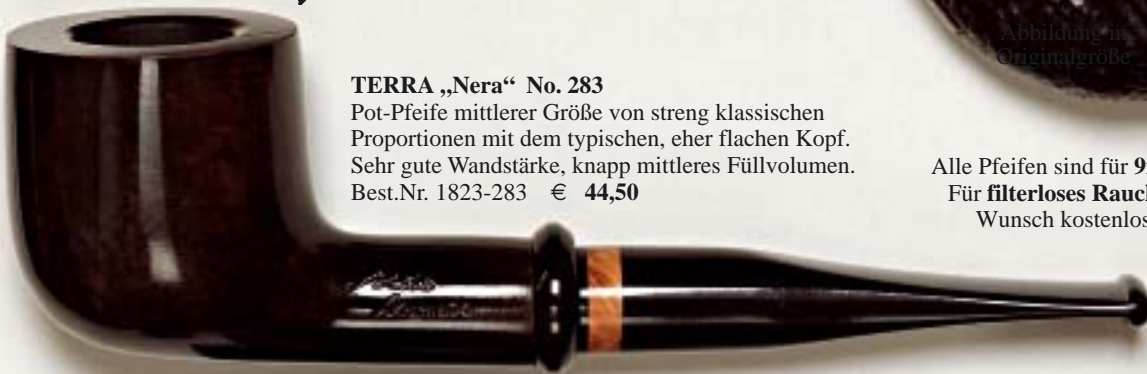 Abbildung in
Originalgröße
TERRA „Nera“ No. 283
Pot-Pfeife mittlerer Größe von streng klassischen
Proportionen mit dem typischen, eher flachen Kopf.
Sehr gute Wandstärke, knapp mittleres Füllvolumen.
Best.Nr. 1823-283 € 44,50
Alle Pfeifen sind für 9
Für filterloses Rauc
Wunsch kostenlos